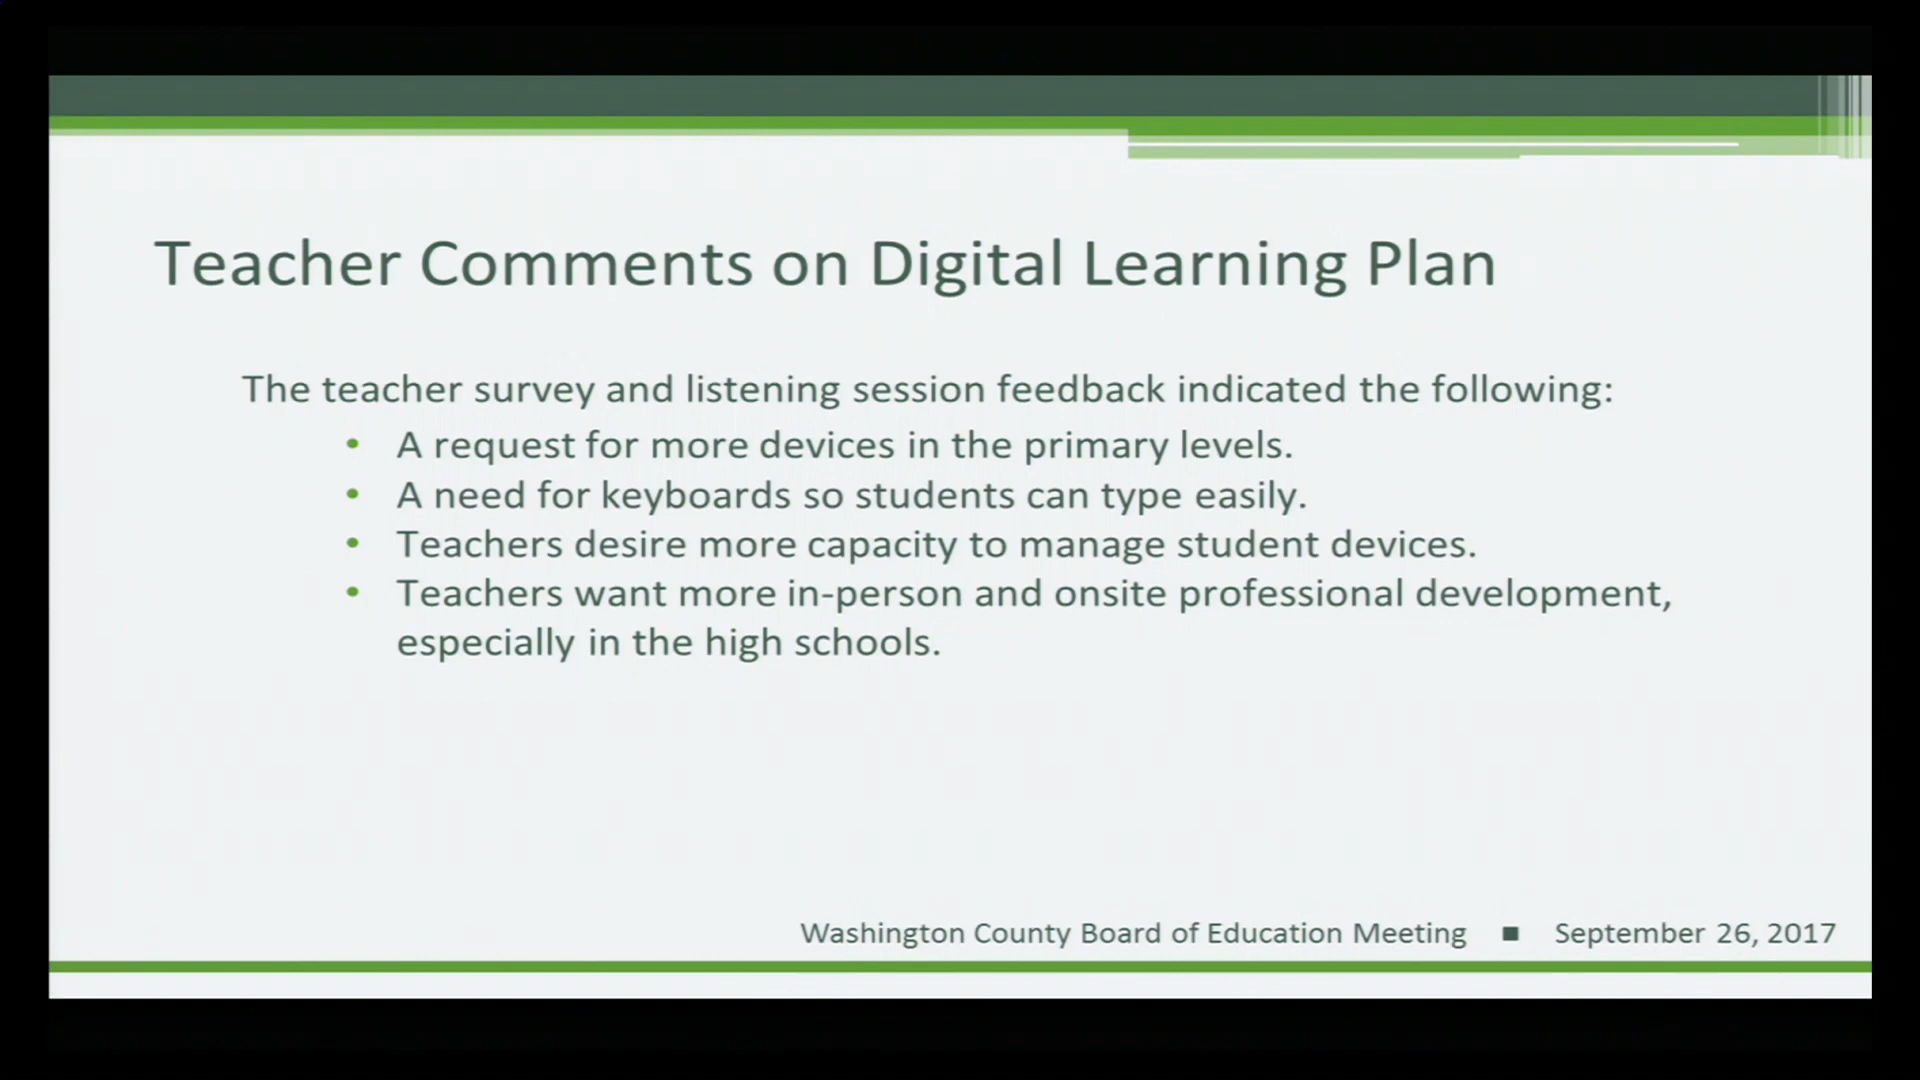 Teacher Comments on Digital Learning Plan
The teacher survey and listening session feedback indicated the following:
• A request for more devices in the primary levels.
• A need for keyboards so students can type easily.
• Teachers desire more capacity to manage student devices.
• Teachers want more in-person and onsite professional development,
especially in the high schools.
Washington County Board of Education Meeting ■ September 26, 2017